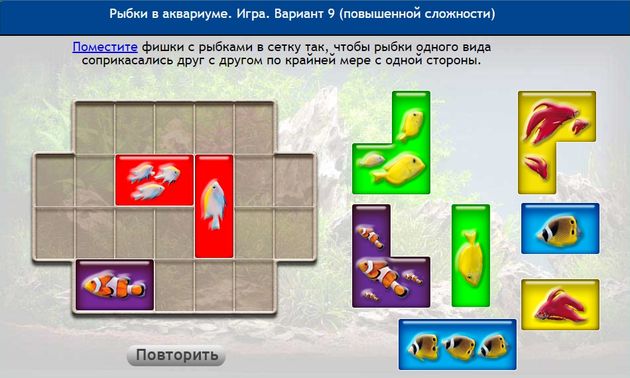 Рыбки в аквариуме. Игра. Вариант 9 (повышенной сложности)
Поместите фишки с рыбками в сетку так, чтобы рыбки одного вида
соприкасались друг с другом по крайней мере с одной стороны.
Повторить